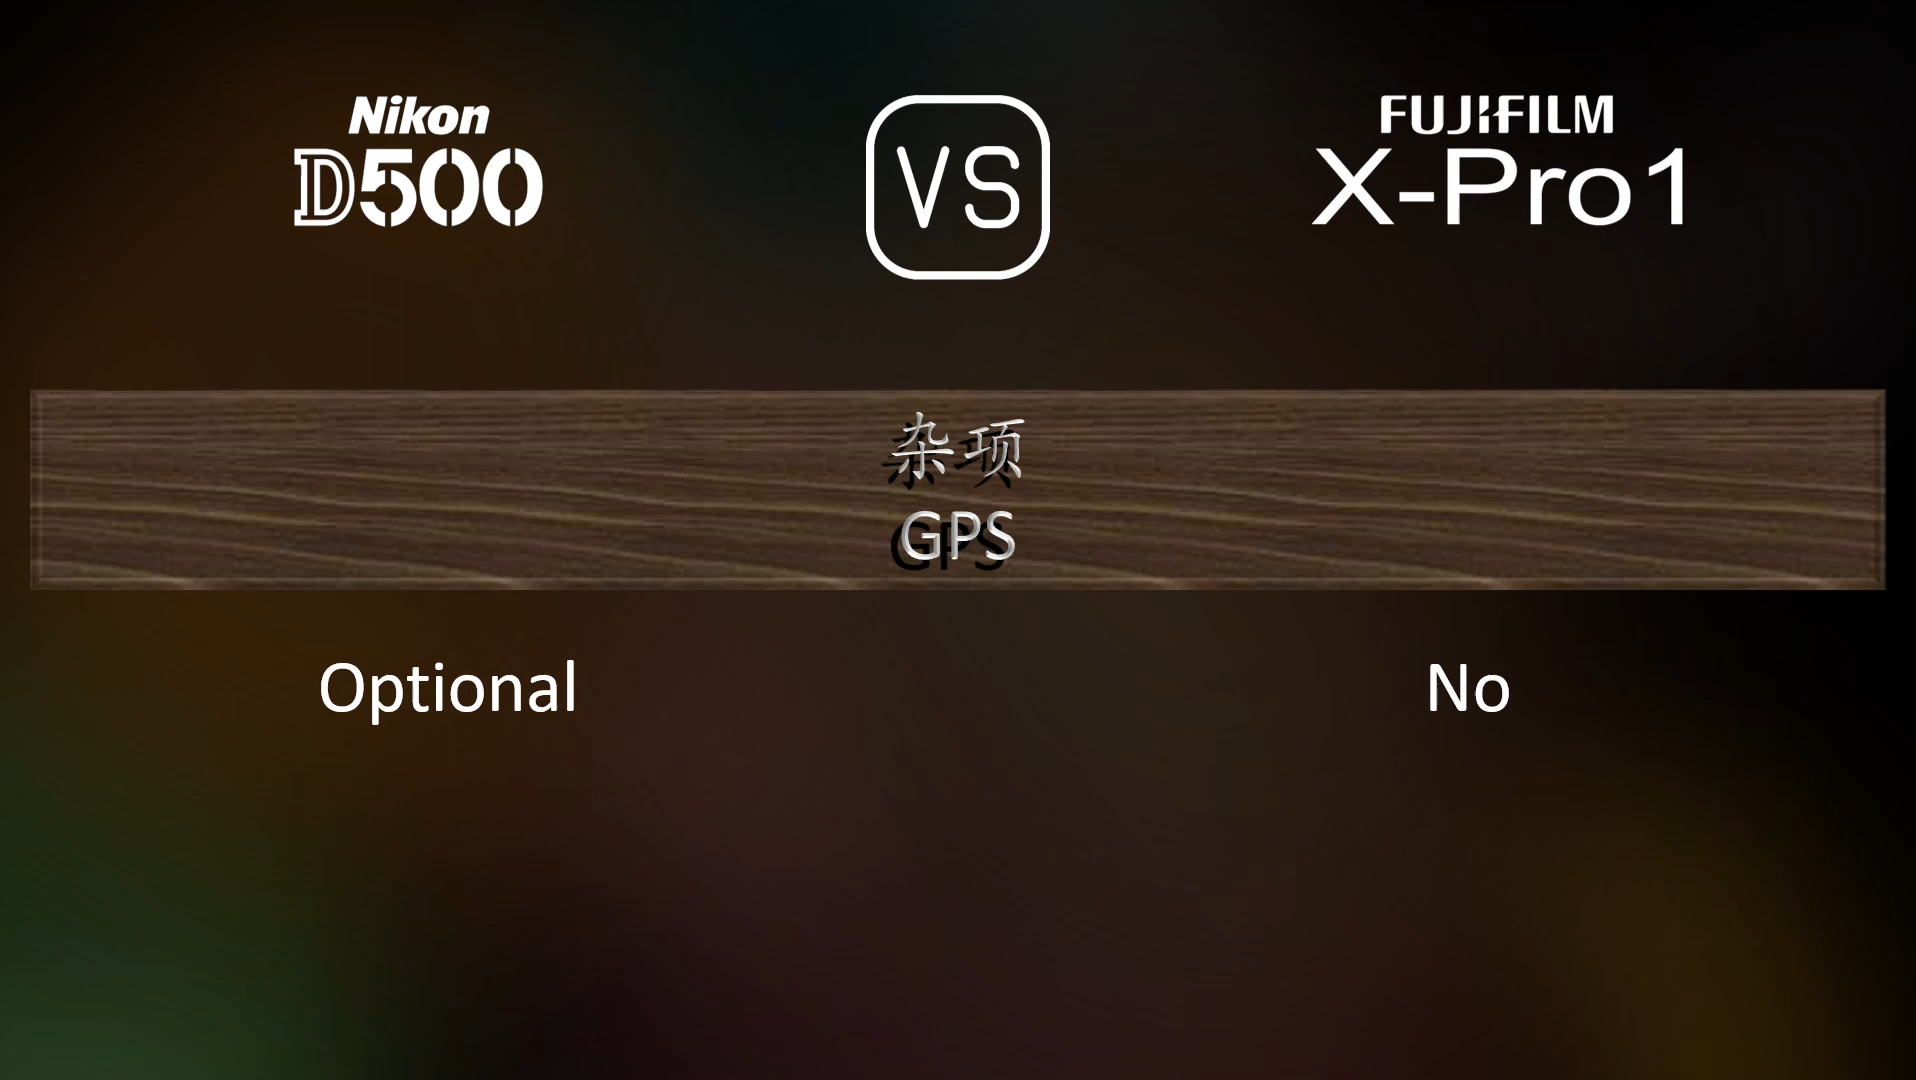 Nikon
D500
VS
FUJIFILM
X-Pro1
杂项
GPS
Optional
No